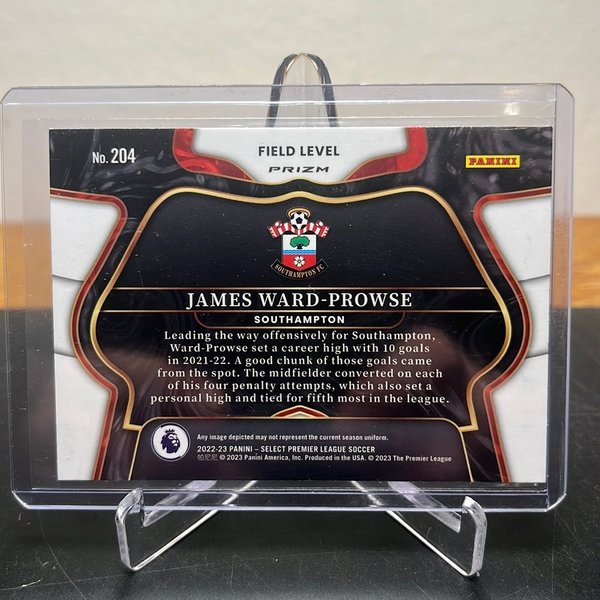 No. 204
FIELD LEVEL
PRIZM
PANINI
SOUTHAMPTON FC
JAMES WARD-PROWSE
SOUTHAMPTON
Leading the way offensively for Southampton,
Ward-Prowse set a career high with 10 goals
in 2021-22. A good chunk of those goals came
from the spot. The midfielder converted on each
of his four penalty attempts, which also set a
personal high and tied for fifth most in the league.
Any image depicted may not represent the current season uniform.
2022-23 PANINI – SELECT PREMIER LEAGUE SOCCER
帕尼尼 © 2023 Panini America, Inc. Produced in the USA. © 2023 The Premier League